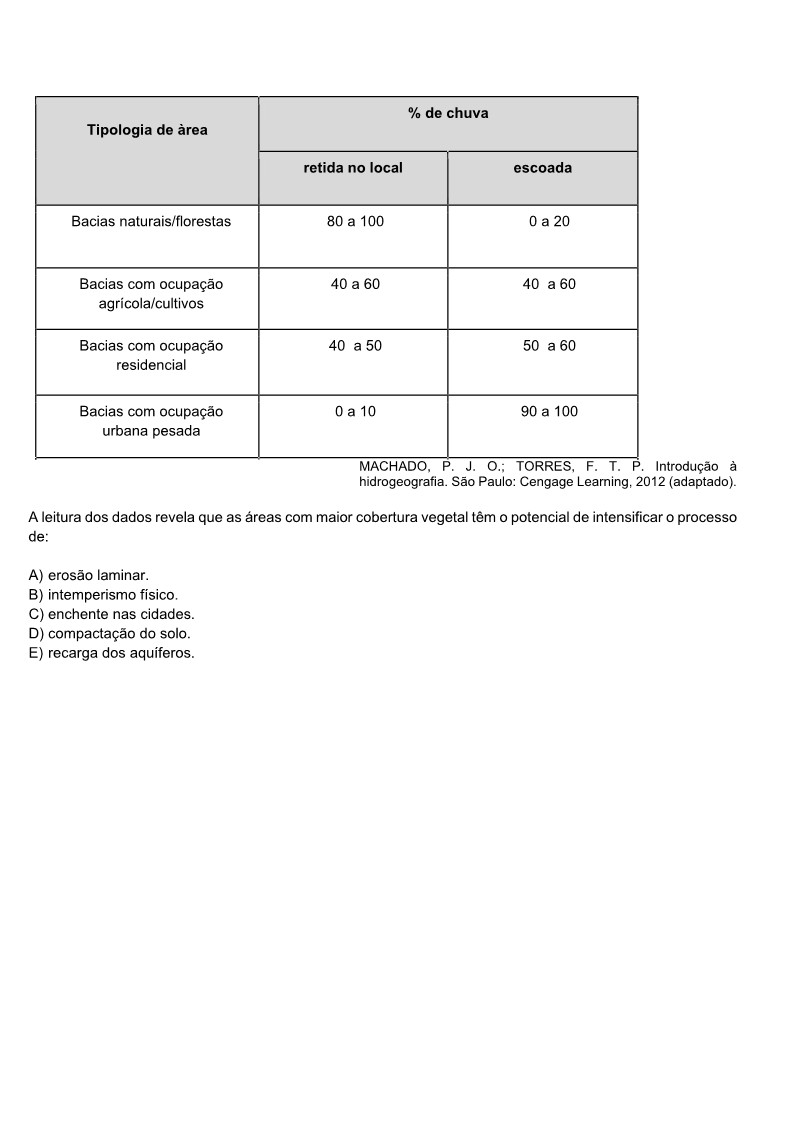 Tipologia de àrea
% de chuva
retida no local
escoada
Bacias naturais/florestas
80 a 100
0 a 20
Bacias com ocupação
agrícola/cultivos
40 a 60
40 a 60
Bacias com ocupação
residencial
40 a 50
50 a 60
Bacias com ocupação
urbana pesada
0 a 10
90 a 100
MACHADO, P. J. O.; TORRES, F. T. P. Introdução à
hidrogeografia. São Paulo: Cengage Learning, 2012 (adaptado).
A leitura dos dados revela que as áreas com maior cobertura vegetal têm o potencial de intensificar o processo
de:
A) erosão laminar.
B) intemperismo físico.
C) enchente nas cidades.
D) compactação do solo.
E) recarga dos aquíferos.